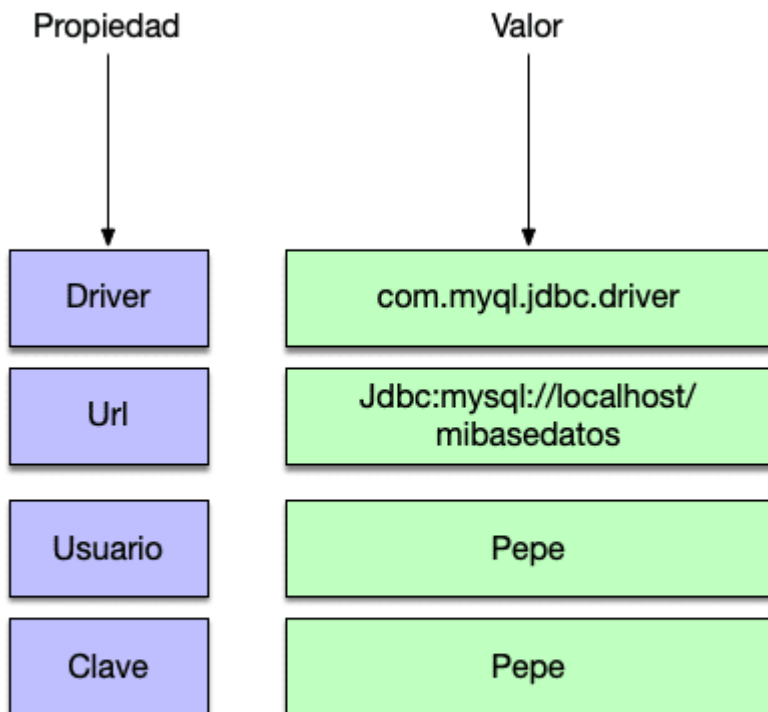 Propiedad
Valor
Driver
com.myql.jdbc.driver
Url
Jdbc:mysql://localhost/
mibasedatos
Usuario
Pepe
Clave
Pepe